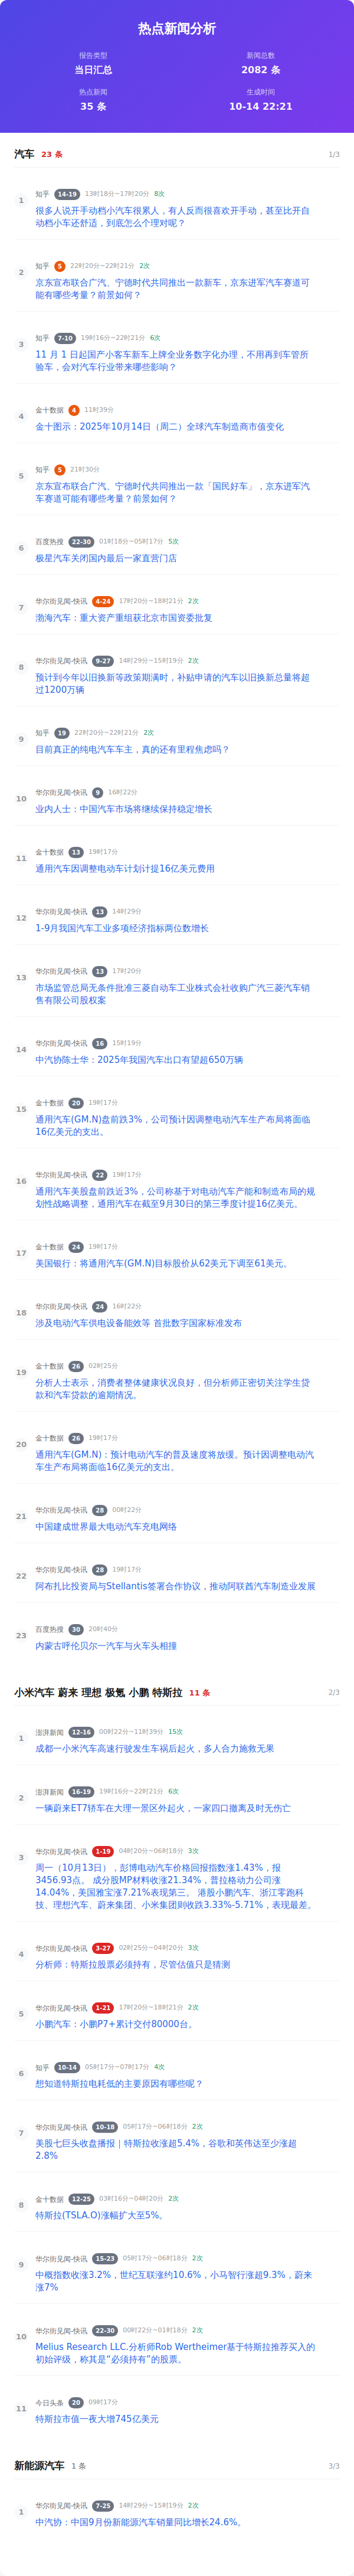 热点新闻分析
报告类型
当日汇总
新闻总数
2082 条
热点新闻
35 条
生成时间
10-14 22:21
汽车 23 条 1/3
1
知乎 14-19 13时18分~17时20分 8次
很多人说开手动档小汽车很累人，有人反而很喜欢开手动，甚至比开自
动档小车还舒适，到底怎么个理对呢？
2
知乎 5 22时20分~22时21分 2次
京东宣布联合广汽、宁德时代共同推出一款新车，京东进军汽车赛道可
能有哪些考量？前景如何？
3
知乎 7-10 19时16分~22时21分 6次
11 月 1 日起国产小客车新车上牌全业务数字化办理，不用再到车管所
验车，会对汽车行业带来哪些影响？
4
金十数据 4 11时39分
金十图示：2025年10月14日（周二）全球汽车制造商市值变化
5
知乎 5 21时30分
京东宣布联合广汽、宁德时代共同推出一款「国民好车」，京东进军汽
车赛道可能有哪些考量？前景如何？
6
百度热搜 22-30 01时18分~05时17分 5次
极星汽车关闭国内最后一家直营门店
7
华尔街见闻-快讯 4-24 17时20分~18时21分 2次
渤海汽车：重大资产重组获北京市国资委批复
8
华尔街见闻-快讯 9-27 14时29分~15时19分 2次
预计到今年以旧换新等政策期满时，补贴申请的汽车以旧换新总量将超
过1200万辆
9
知乎 19 22时20分~22时21分 2次
目前真正的纯电汽车车主，真的还有里程焦虑吗？
10
华尔街见闻-快讯 9 16时22分
业内人士：中国汽车市场将继续保持稳定增长
11
金十数据 13 19时17分
通用汽车因调整电动车计划计提16亿美元费用
12
华尔街见闻-快讯 13 14时29分
1-9月我国汽车工业多项经济指标两位数增长
13
华尔街见闻-快讯 13 17时20分
市场监管总局无条件批准三菱自动车工业株式会社收购广汽三菱汽车销
售有限公司股权案
14
华尔街见闻-快讯 16 15时19分
中汽协陈士华：2025年我国汽车出口有望超650万辆
15
金十数据 20 19时17分
通用汽车(GM.N)盘前跌3%，公司预计因调整电动汽车生产布局将面临
16亿美元的支出。
16
华尔街见闻-快讯 22 19时17分
通用汽车美股盘前跌近3%，公司称基于对电动汽车产能和制造布局的规
划性战略调整，通用汽车在截至9月30日的第三季度计提16亿美元。
17
金十数据 24 19时17分
美国银行：将通用汽车(GM.N)目标股价从62美元下调至61美元。
18
华尔街见闻-快讯 24 16时22分
涉及电动汽车供电设备能效等 首批数字国家标准发布
19
金十数据 26 02时25分
分析人士表示，消费者整体健康状况良好，但分析师正密切关注学生贷
款和汽车贷款的逾期情况。
20
金十数据 26 19时17分
通用汽车(GM.N)：预计电动汽车的普及速度将放缓。预计因调整电动汽
车生产布局将面临16亿美元的支出。
21
华尔街见闻-快讯 28 00时22分
中国建成世界最大电动汽车充电网络
22
华尔街见闻-快讯 28 19时17分
阿布扎比投资局与Stellantis签署合作协议，推动阿联酋汽车制造业发展
23
百度热搜 30 20时40分
内蒙古呼伦贝尔一汽车与火车头相撞
小米汽车 蔚来 理想 极氪 小鹏 特斯拉 11 条 2/3
1
澎湃新闻 12-16 00时22分~11时39分 15次
成都一小米汽车高速行驶发生车祸后起火，多人合力施救无果
2
澎湃新闻 16-19 19时16分~22时21分 6次
一辆蔚来ET7轿车在大理一景区外起火，一家四口撤离及时无伤亡
3
华尔街见闻-快讯 1-19 04时20分~06时18分 3次
周一（10月13日），彭博电动汽车价格回报指数涨1.43%，报
3456.93点。 成分股MP材料收涨21.34%，普拉格动力公司涨
14.04%，美国雅宝涨7.21%表现第三。 港股小鹏汽车、浙江零跑科
技、理想汽车、蔚来集团、小米集团则收跌3.33%-5.71%，表现最差。
4
华尔街见闻-快讯 3-27 02时25分~04时20分 3次
分析师：特斯拉股票必须持有，尽管估值只是猜测
5
华尔街见闻-快讯 1-21 17时20分~18时21分 2次
小鹏汽车：小鹏P7+累计交付80000台。
6
知乎 10-14 05时17分~07时17分 4次
想知道特斯拉电耗低的主要原因有哪些呢？
7
华尔街见闻-快讯 10-18 05时17分~06时18分 2次
美股七巨头收盘播报｜特斯拉收涨超5.4%，谷歌和英伟达至少涨超
2.8%
8
金十数据 12-25 03时16分~04时20分 2次
特斯拉(TSLA.O)涨幅扩大至5%。
9
华尔街见闻-快讯 15-23 05时17分~06时18分 2次
中概指数收涨3.2%，世纪互联涨约10.6%，小马智行涨超9.3%，蔚来
涨7%
10
华尔街见闻-快讯 22-30 00时22分~01时18分 2次
Melius Research LLC.分析师Rob Wertheimer基于特斯拉推荐买入的
初始评级，称其是“必须持有”的股票。
11
今日头条 20 09时17分
特斯拉市值一夜大增745亿美元
新能源汽车 1 条 3/3
1
华尔街见闻-快讯 7-25 14时29分~15时19分 2次
中汽协：中国9月份新能源汽车销量同比增长24.6%。